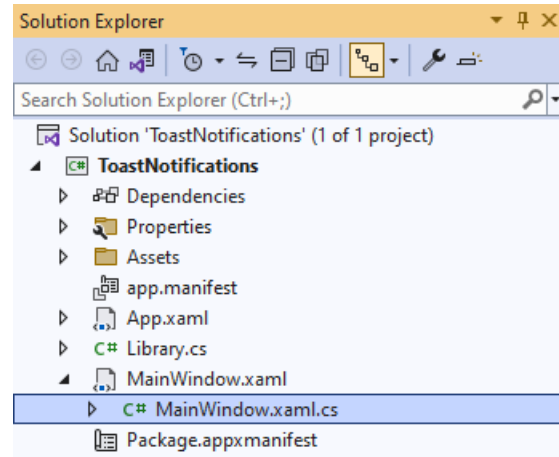 Solution Explorer
Search Solution Explorer (Ctrl+;)
Solution 'ToastNotifications' (1 of 1 project)
C# ToastNotifications
Dependencies
Properties
Assets
app.manifest
App.xaml
C# Library.cs
MainWindow.xaml
C# MainWindow.xaml.cs
Package.appxmanifest